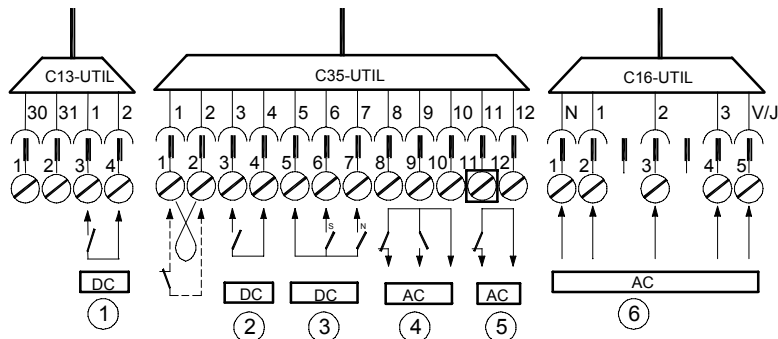 C13-UTIL C35-UTIL C16-UTIL
30 31 1 2 1 2 3 4 5 6 7 8 9 10 11 12 N 1 2 3 V/J
1 2 3 4 1 2 3 4 5 6 7 8 9 10 11 12 1 2 3 4 5
S N
DC DC DC AC AC AC
1 2 3 4 5 6